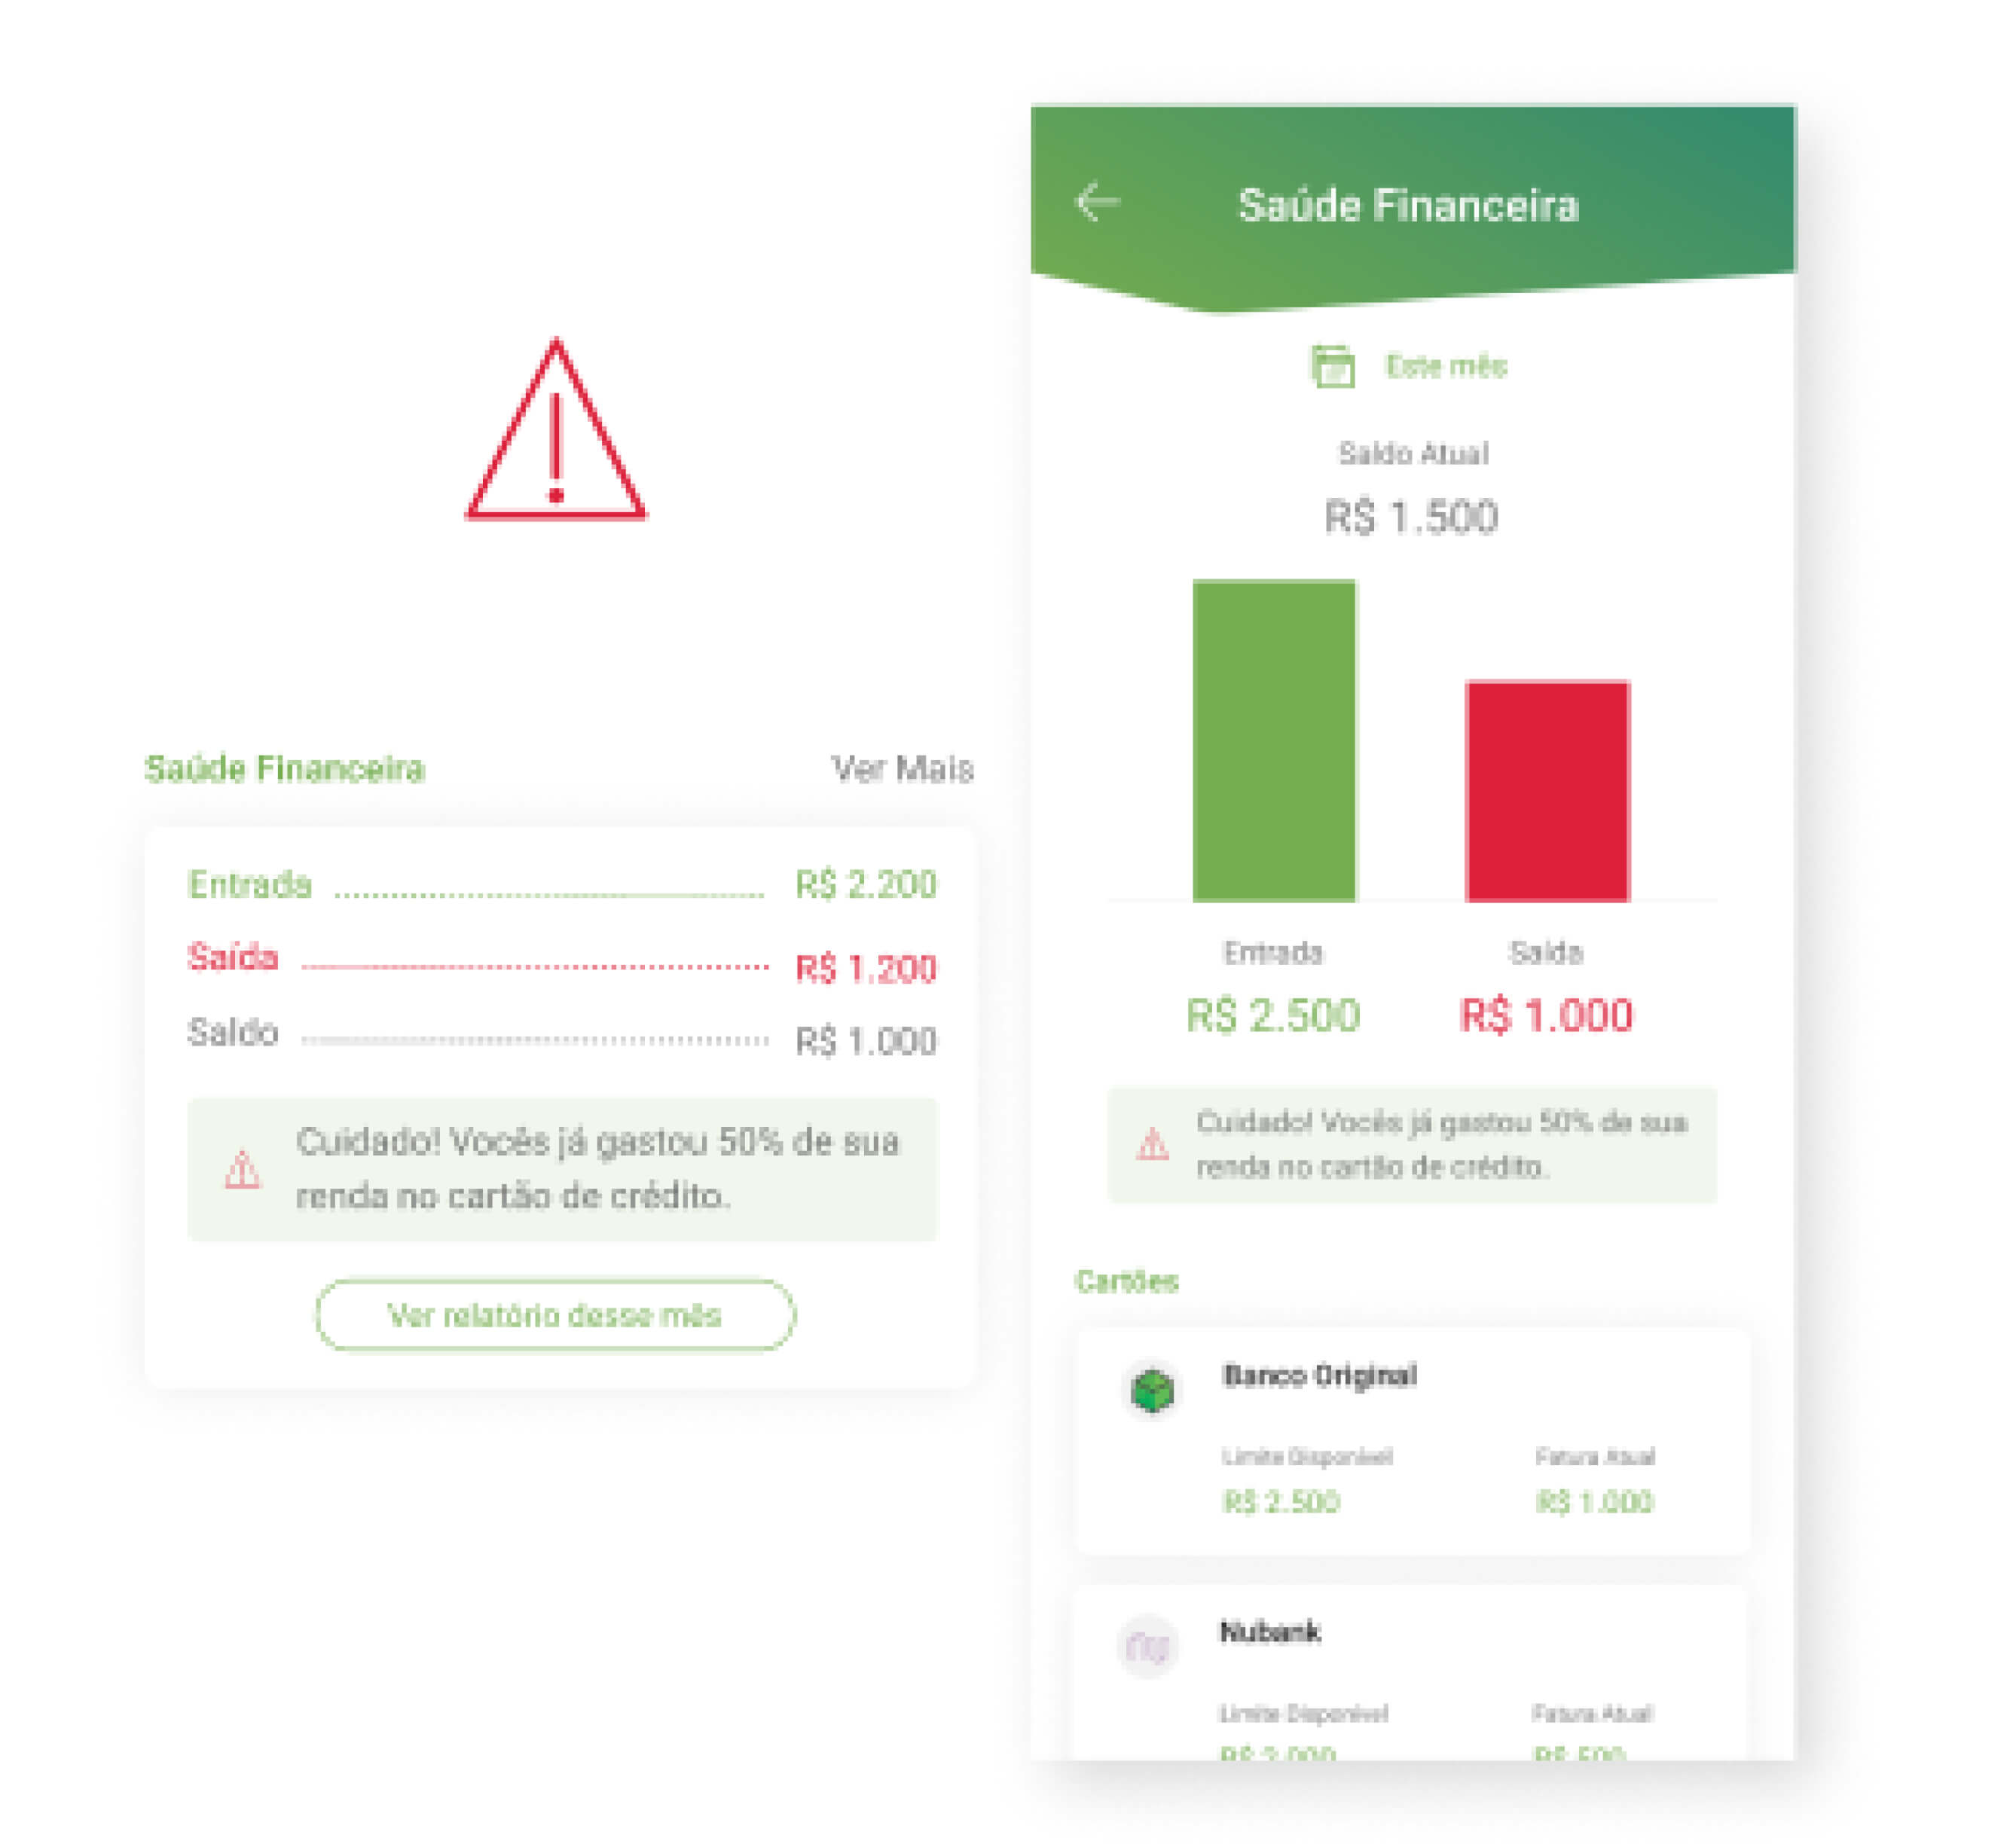 Saúde Financeira
Ver Mais
Entrada R$ 2.200
Saída R$ 1.200
Saldo R$ 1.000
Cuidado! Vocês já gastou 50% de sua
renda no cartão de crédito.
Ver relatório desse mês
Saúde Financeira
Este mês
Saldo Atual
R$ 1.500
Entrada
Saída
R$ 2.500
R$ 1.000
Cuidado! Vocês já gastou 50% de sua
renda no cartão de crédito.
Cartões
Banco Original
Limite Disponível
Fatura Atual
R$ 2.500
R$ 1.000
Nubank
nu
Limite Disponível
Fatura Atual